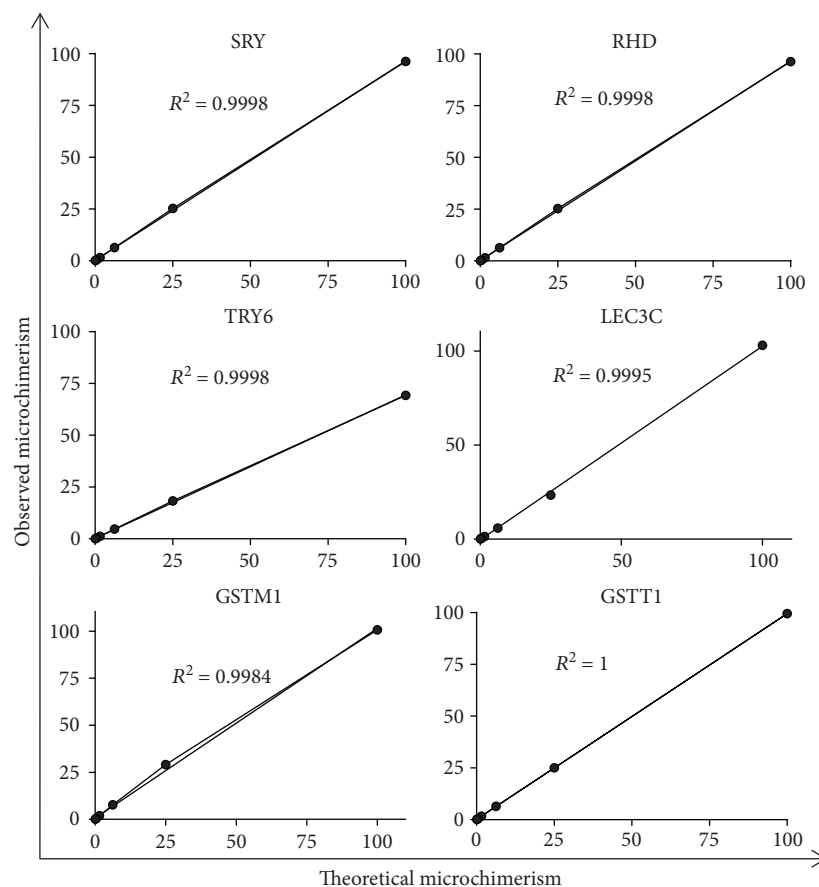 SRY
100
75
50
25
0
R² = 0.9998
0 25 50 75 100
RHD
100
75
50
25
0
R² = 0.9998
0 25 50 75 100
TRY6
100
75
50
25
0
R² = 0.9998
0 25 50 75 100
LEC3C
100
50
0
R² = 0.9995
0 50 100
GSTM1
100
75
50
25
0
R² = 0.9984
0 25 50 75 100
GSTT1
100
75
50
25
0
R² = 1
0 25 50 75 100
Observed microchimerism
Theoretical microchimerism